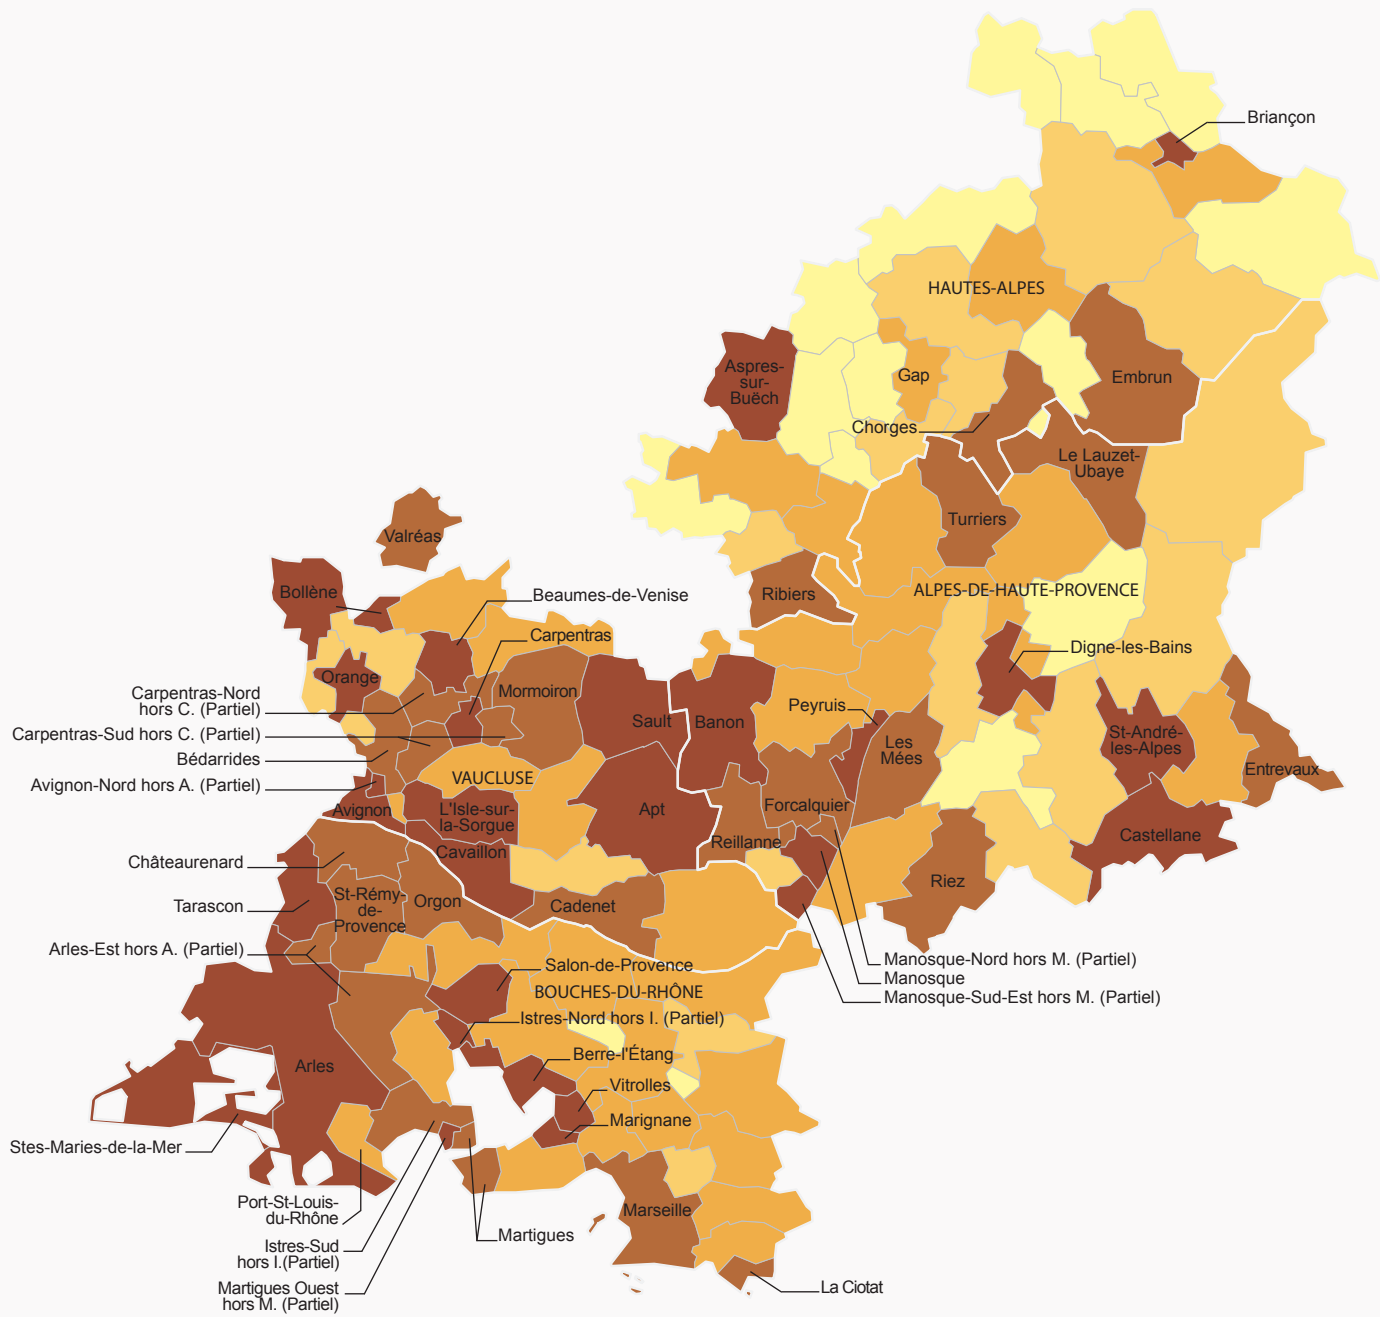 Briançon
HAUTES-ALPES
Aspres-
sur-
Buëch
Gap
Embrun
Chorges
Le Lauzet-
Ubaye
Turriers
Valréas
Bollène
Ribiers
ALPES-DE-HAUTE-PROVENCE
Beaumes-de-Venise
Carpentras
Digne-les-Bains
Orange
Carpentras-Nord
hors C. (Partiel)
Mormoiron
Peyruis
Sault
Banon
Carpentras-Sud hors C. (Partiel)
St-André-
les-Alpes
Les
Mées
Bédarrides
Entrevaux
VAUCLUSE
Avignon-Nord hors A. (Partiel)
Avignon
L'Isle-sur-
la-Sorgue
Apt
Forcalquier
Castellane
Reillanne
Cavaillon
Châteaurenard
Riez
St-Rémy-
de-
Provence
Orgon
Cadenet
Tarascon
Arles-Est hors A. (Partiel)
Manosque-Nord hors M. (Partiel)
Salon-de-Provence
Manosque
BOUCHES-DU-RHÔNE
Manosque-Sud-Est hors M. (Partiel)
Istres-Nord hors I. (Partiel)
Berre-l'Étang
Arles
Vitrolles
Marignane
Stes-Maries-de-la-Mer
Port-St-Louis-
du-Rhône
Marseille
Martigues
Istres-Sud
hors I.(Partiel)
Martigues Ouest
hors M. (Partiel)
La Ciotat